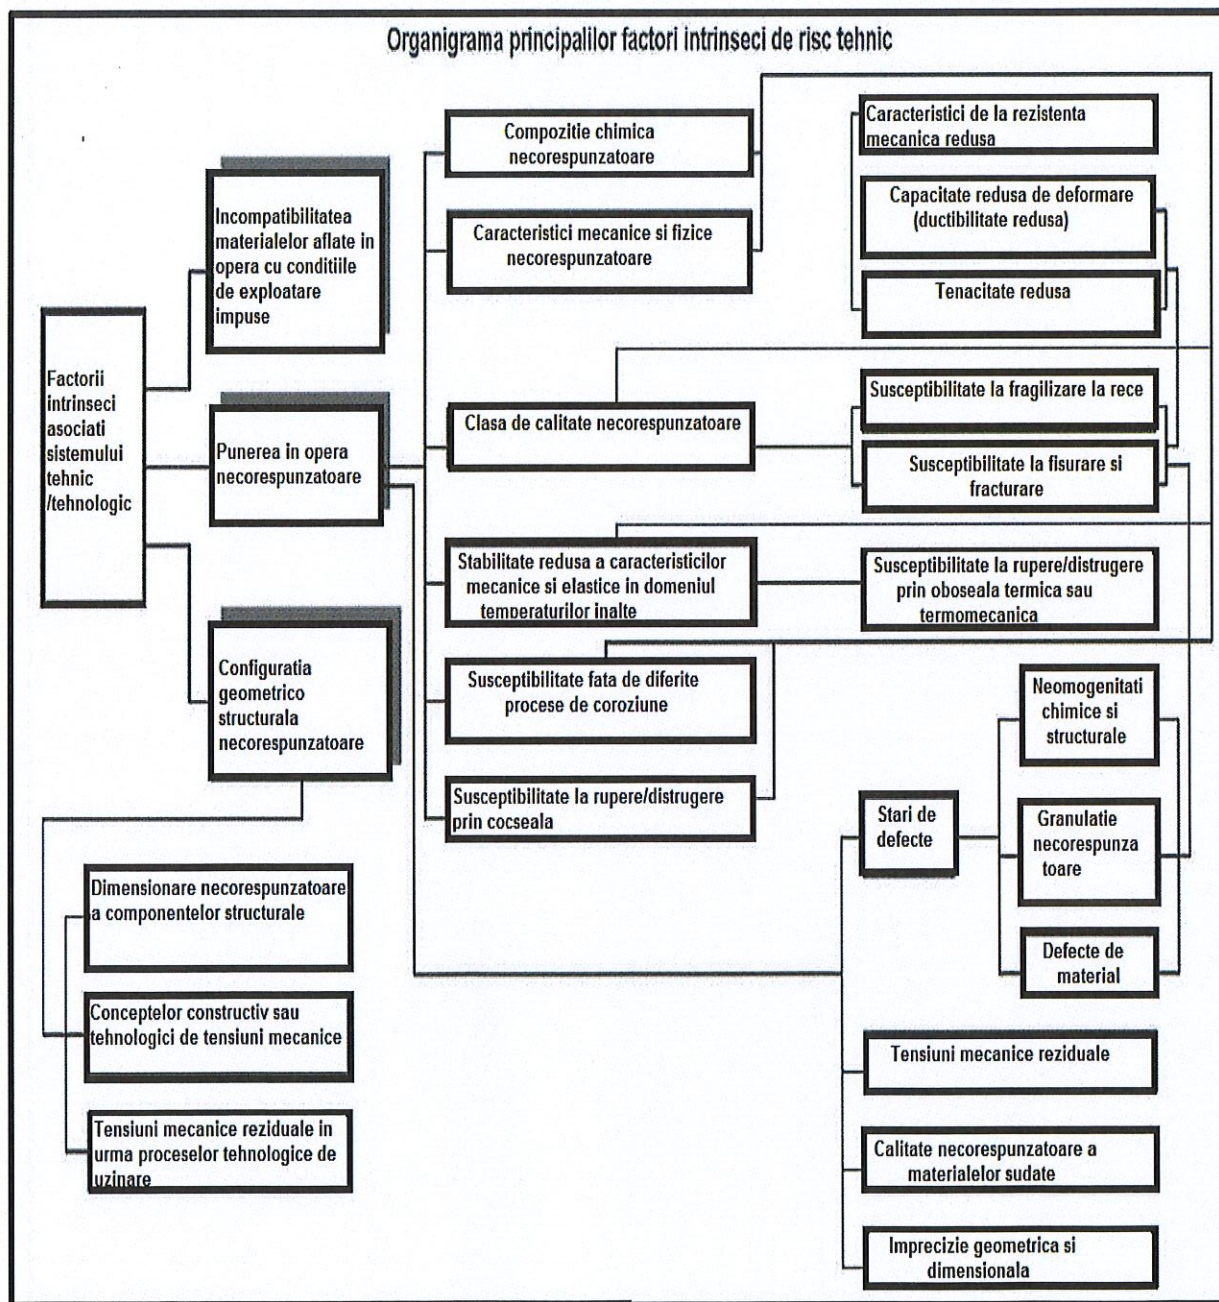 Organigrama principalilor factori intrinseci de risc tehnic
Factorii
intrinseci
asociati
sistemului
tehnic
/tehnologic
Incompatibilitatea
materialelor aflate in
opera cu conditiile
de exploatare
impuse
Punerea in opera
necorespunzatoare
Configuratia
geometrico
structurala
necorespunzatoare
Dimensionare necorespunzatoare
a componentelor structurale
Conceptelor constructiv sau
tehnologici de tensiuni mecanice
Tensiuni mecanice reziduale in
urma proceselor tehnologice de
uzinare
Compozitie chimica
necorespunzatoare
Caracteristici mecanice si fizice
necorespunzatoare
Clasa de calitate necorespunzatoare
Stabilitate redusa a caracteristicilor
mecanice si elastice in domeniul
temperaturilor inalte
Susceptibilitate fata de diferite
procese de coroziune
Susceptibilitate la rupere/distrugere
prin cocseala
Caracteristici de la rezistenta
mecanica redusa
Capacitate redusa de deformare
(ductibilitate redusa)
Tenacitate redusa
Susceptibilitate la fragilizare la rece
Susceptibilitate la fisurare si
fracturare
Susceptibilitate la rupere/distrugere
prin oboseala termica sau
termomecanica
Stari de
defecte
Neomogenitati
chimice si
structurale
Granulatie
necorespunza
toare
Defecte de
material
Tensiuni mecanice reziduale
Calitate necorespunzatoare a
materialelor sudate
Imprecizie geometrica si
dimensionala